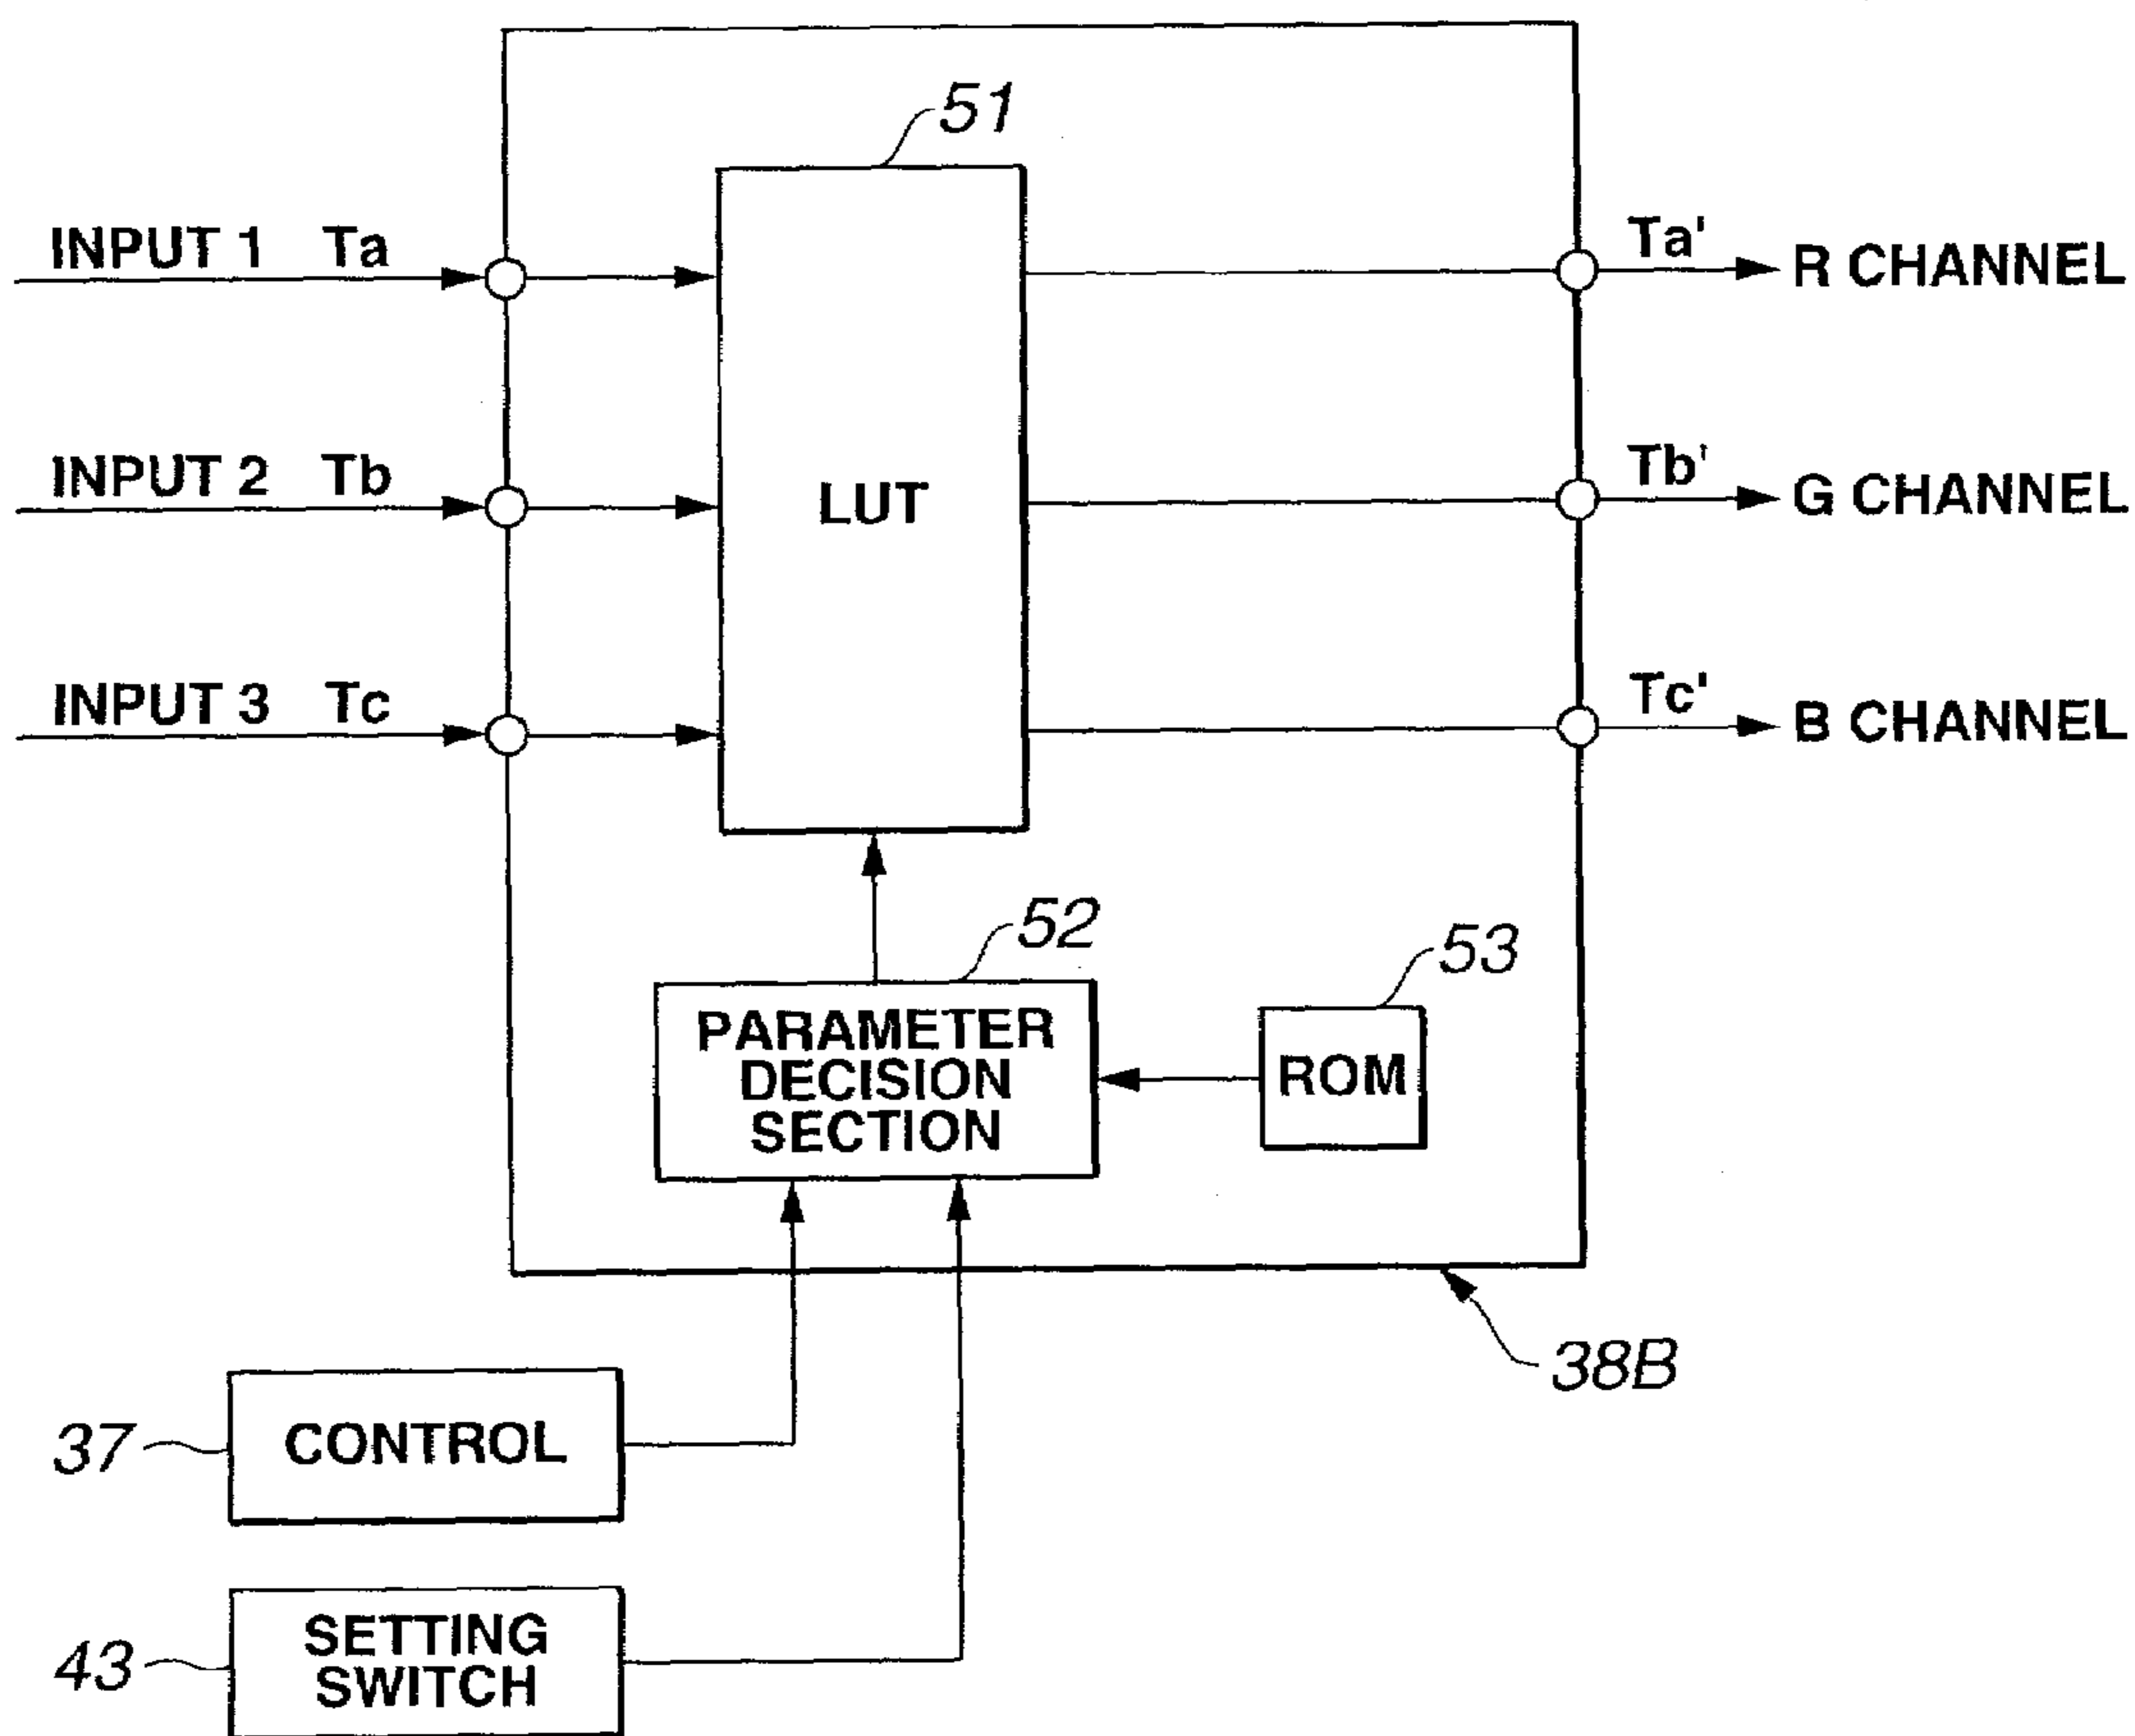 51
INPUT 1 Ta
Ta'
R CHANNEL
INPUT 2 Tb
LUT
Tb'
G CHANNEL
INPUT 3 Tc
Tc'
B CHANNEL
52
53
PARAMETER
DECISION
SECTION
ROM
38B
37
CONTROL
43
SETTING
SWITCH